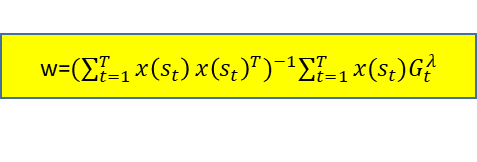 w=(∑_{t=1}^{T} x(s_t) x(s_t)^T)^{-1}∑_{t=1}^{T} x(s_t)G_t^λ